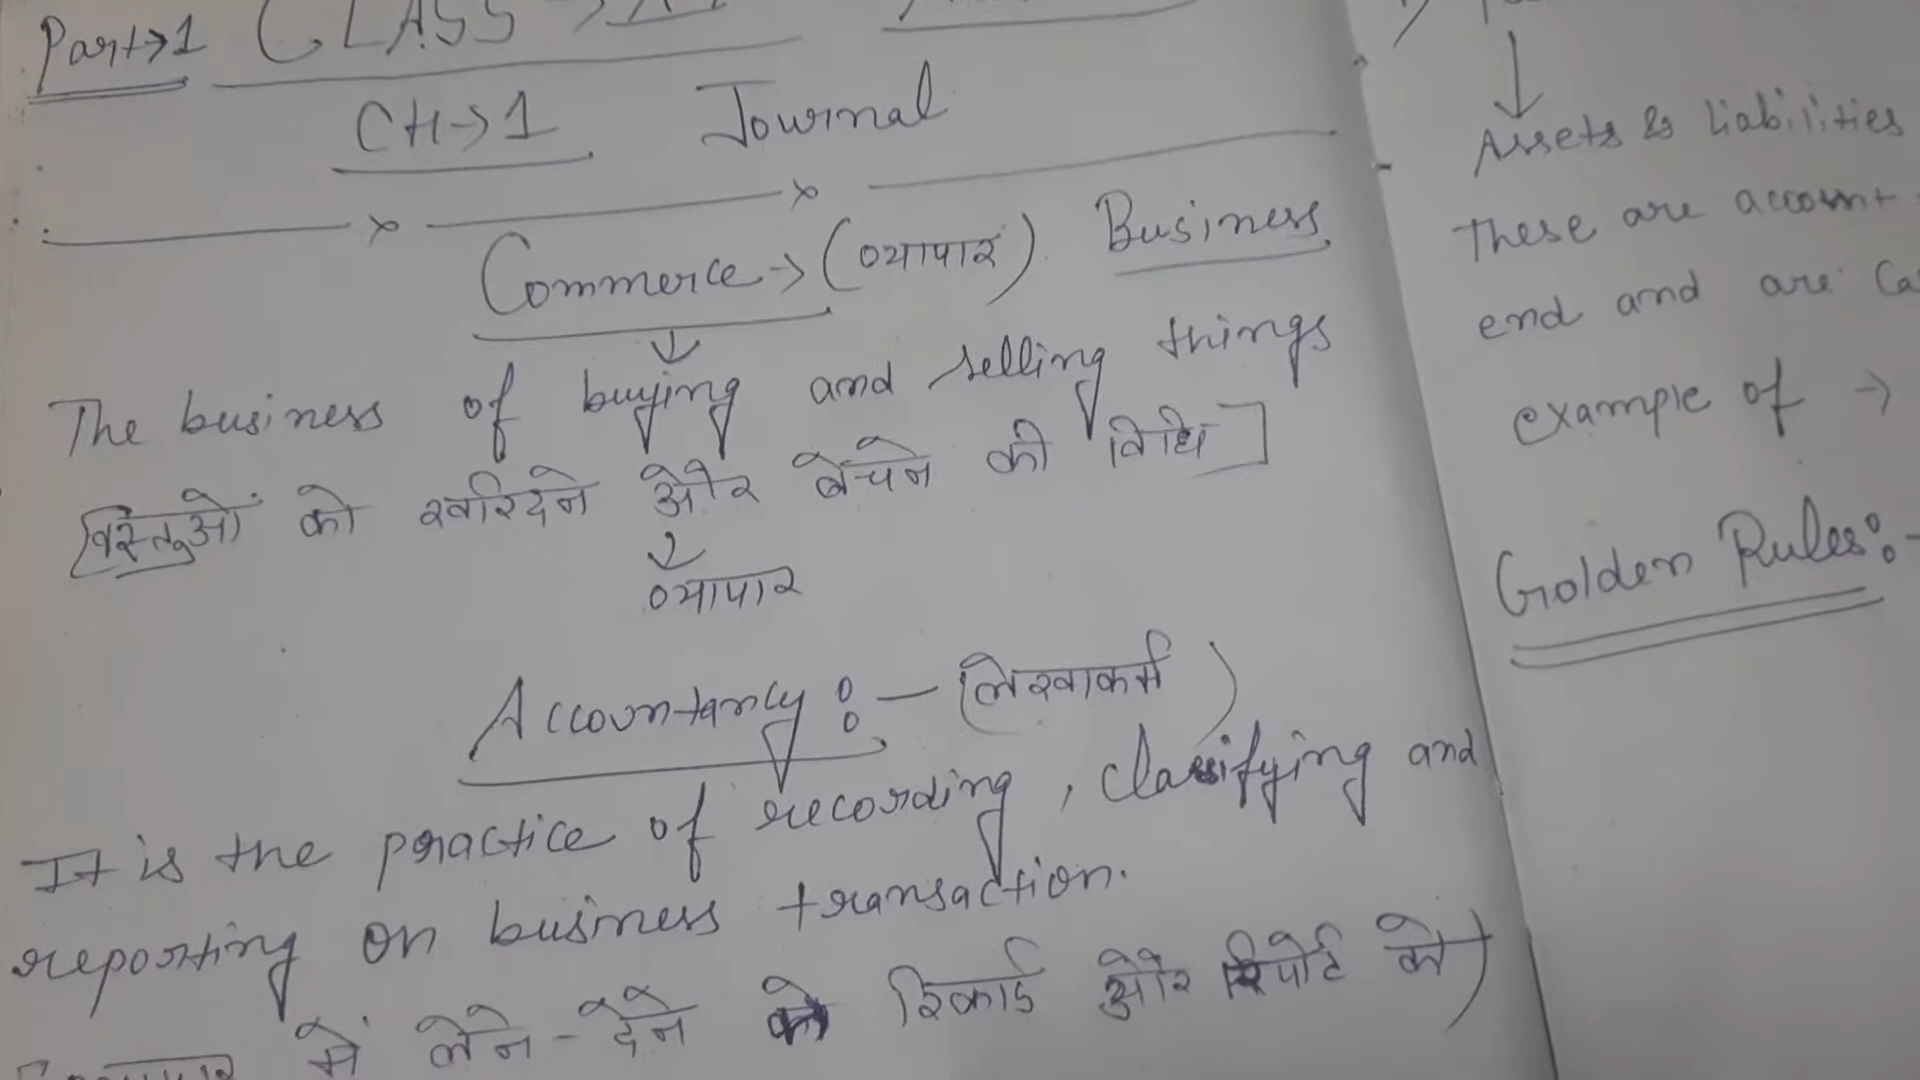 Part→1 CLASS→
CH→1 Journal
Commerce→(व्यापार) Business
The business of buying and selling things
[वस्तुओं को खरिदने और बेचने की विधि]
व्यापार
Accountancy:- (लेखाकर्म)
It is the practice of recording, classifying and
reporting on business transaction.
में लेने-देने को रिकार्ड और रिपोर्ट को)
Assets & liabilities
These are account
end and are
example of →
Golden Rules:-